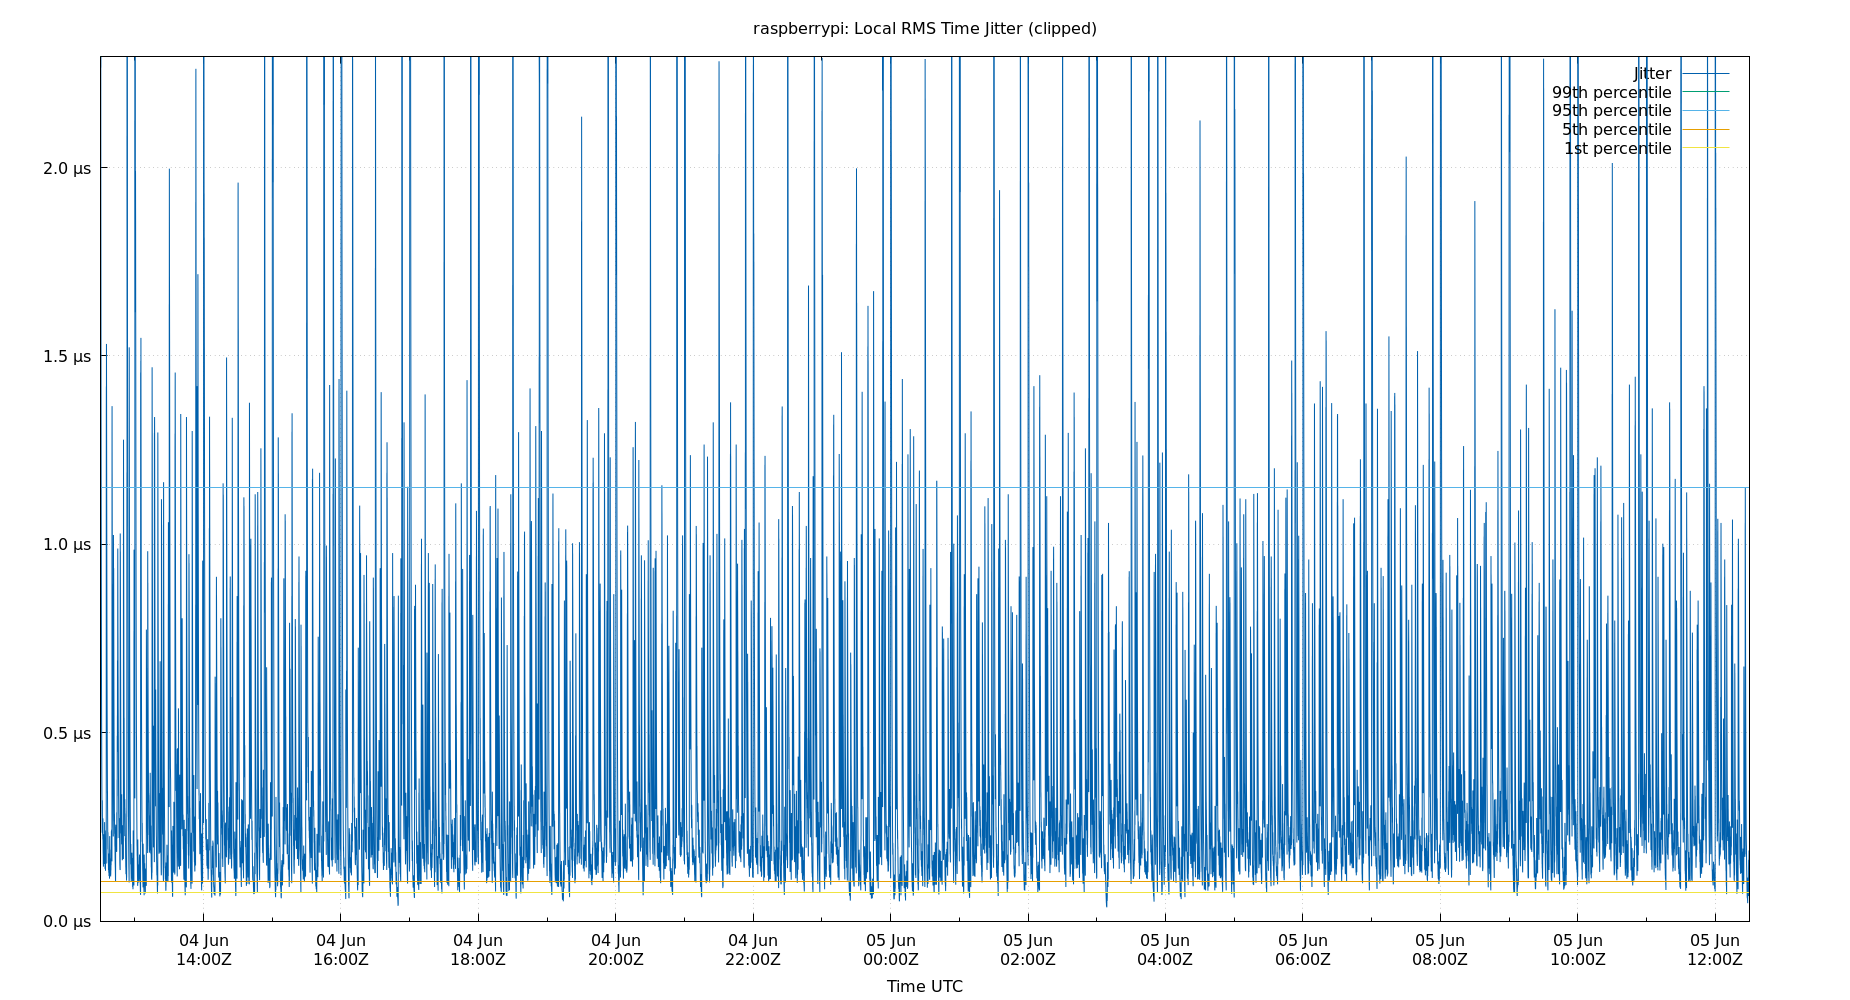 raspberrypi: Local RMS Time Jitter (clipped)
Jitter
99th percentile
95th percentile
5th percentile
1st percentile
2.0 μs
1.5 μs
1.0 μs
0.5 μs
0.0 μs
04 Jun 04 Jun 04 Jun 04 Jun 04 Jun 05 Jun 05 Jun 05 Jun 05 Jun 05 Jun 05 Jun 05 Jun
14:00Z 16:00Z 18:00Z 20:00Z 22:00Z 00:00Z 02:00Z 04:00Z 06:00Z 08:00Z 10:00Z 12:00Z
Time UTC